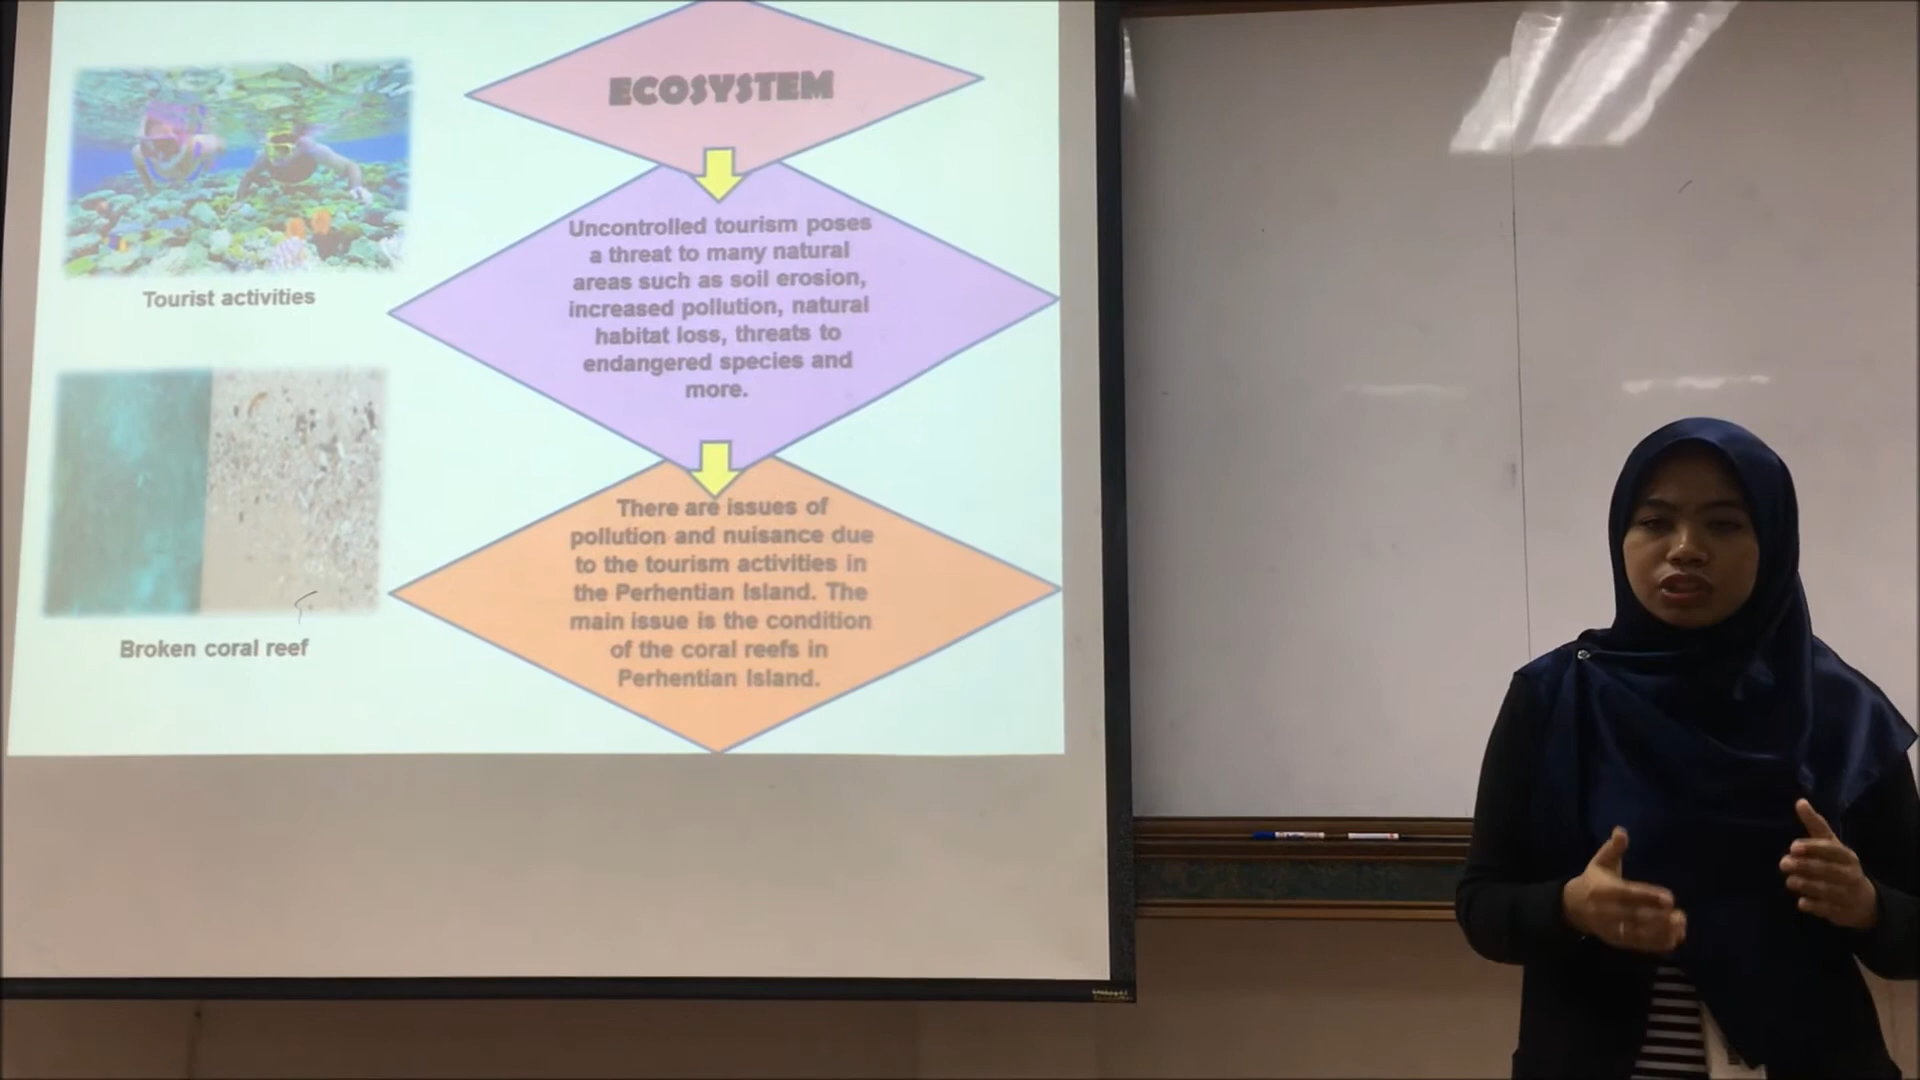 ECOSYSTEM
Uncontrolled tourism poses
a threat to many natural
areas such as soil erosion,
increased pollution, natural
habitat loss, threats to
endangered species and
more.
There are issues of
pollution and nuisance due
to the tourism activities in
the Perhentian Island. The
main issue is the condition
of the coral reefs in
Perhentian Island.
Tourist activities
Broken coral reef